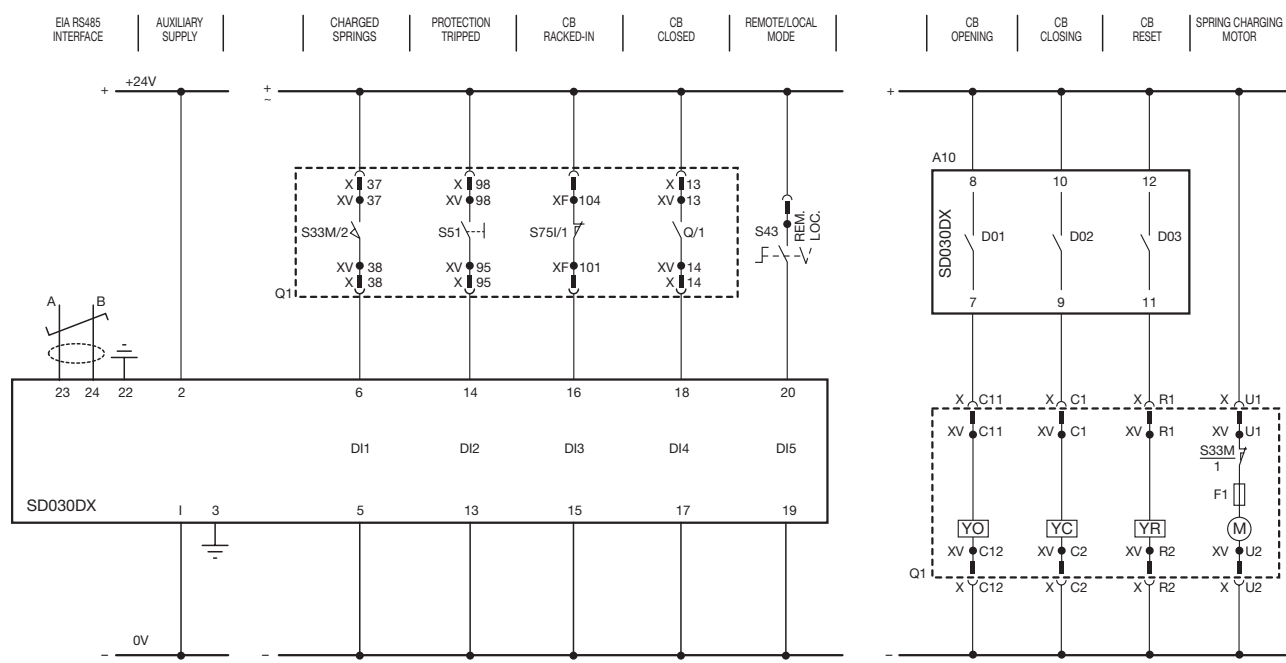 EIA RS485
INTERFACE
AUXILIARY
SUPPLY
CHARGED
SPRINGS
PROTECTION
TRIPPED
CB
RACKED-IN
CB
CLOSED
REMOTE/LOCAL
MODE
CB
OPENING
CB
CLOSING
CB
RESET
SPRING CHARGING
MOTOR
+ +24V
+
~
+
A10
X 37
XV 37
S33M/2
XV 38
X 38
X 98
XV 98
S51
XV 95
X 95
XF 104
S75I/1
XF 101
X 13
XV 13
Q/1
XV 14
X 14
Q1
S43
REM.
LOC.
8 10 12
SD030DX
D01 D02 D03
7 9 11
A B
23 24 22 2 6 14 16 18 20
DI1 DI2 DI3 DI4 DI5
SD030DX
I 3 5 13 15 17 19
X C11 X C1 X R1 X U1
XV C11 XV C1 XV R1 XV U1
S33M
1
F1
YO YC YR M
XV C12 XV C2 XV R2 XV U2
Q1
X C12 X C2 X R2 X U2
0V
– – –